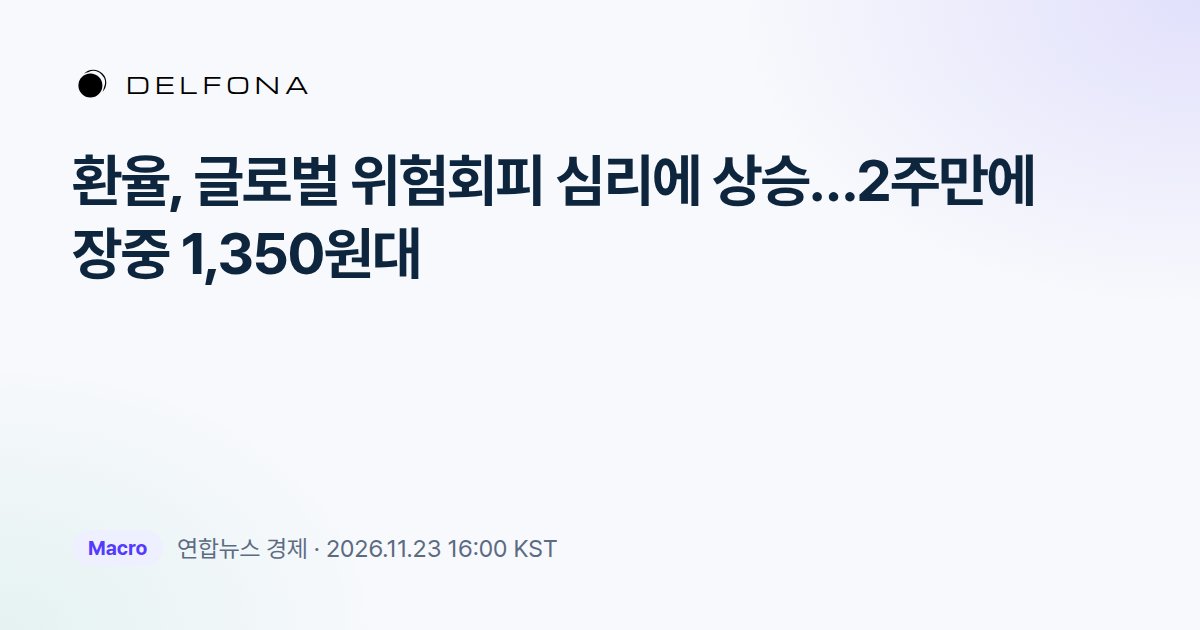 DELFONA
환율, 글로벌 위험회피 심리에 상승…2주만에
장중 1,350원대
Macro 연합뉴스 경제 · 2026.11.23 16:00 KST